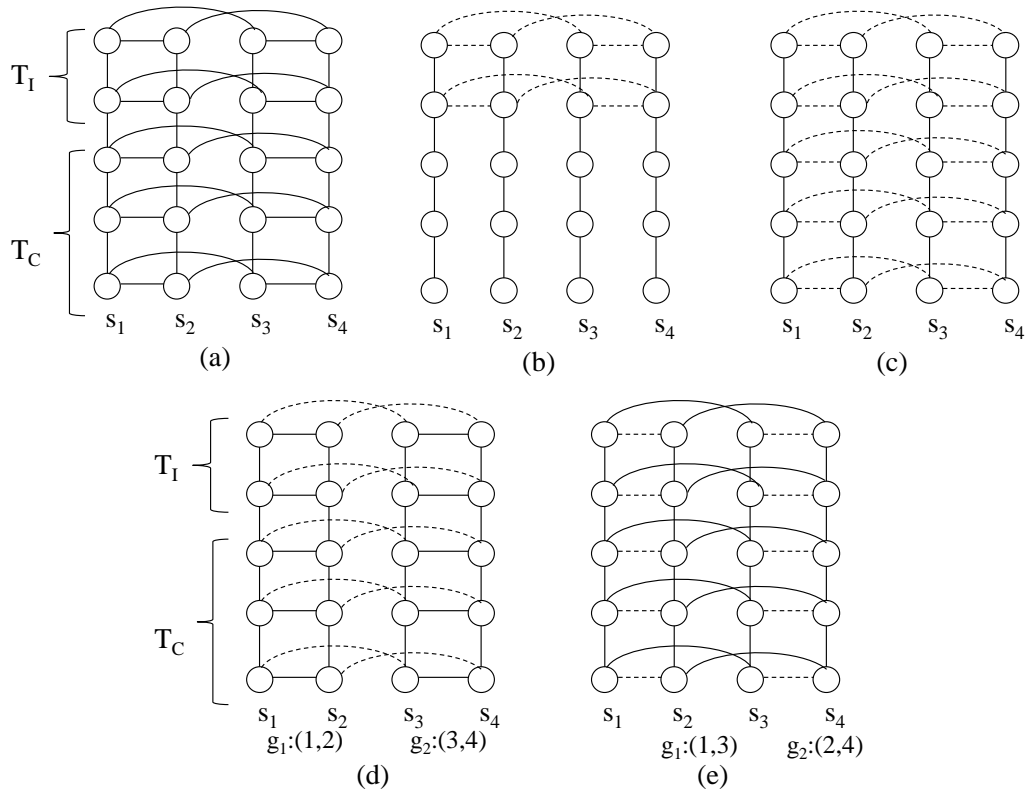 T_I
T_C
s_1 s_2 s_3 s_4
(a)
s_1 s_2 s_3 s_4
(b)
s_1 s_2 s_3 s_4
(c)
T_I
T_C
s_1 s_2 s_3 s_4
g_1:(1,2) g_2:(3,4)
(d)
s_1 s_2 s_3 s_4
g_1:(1,3) g_2:(2,4)
(e)